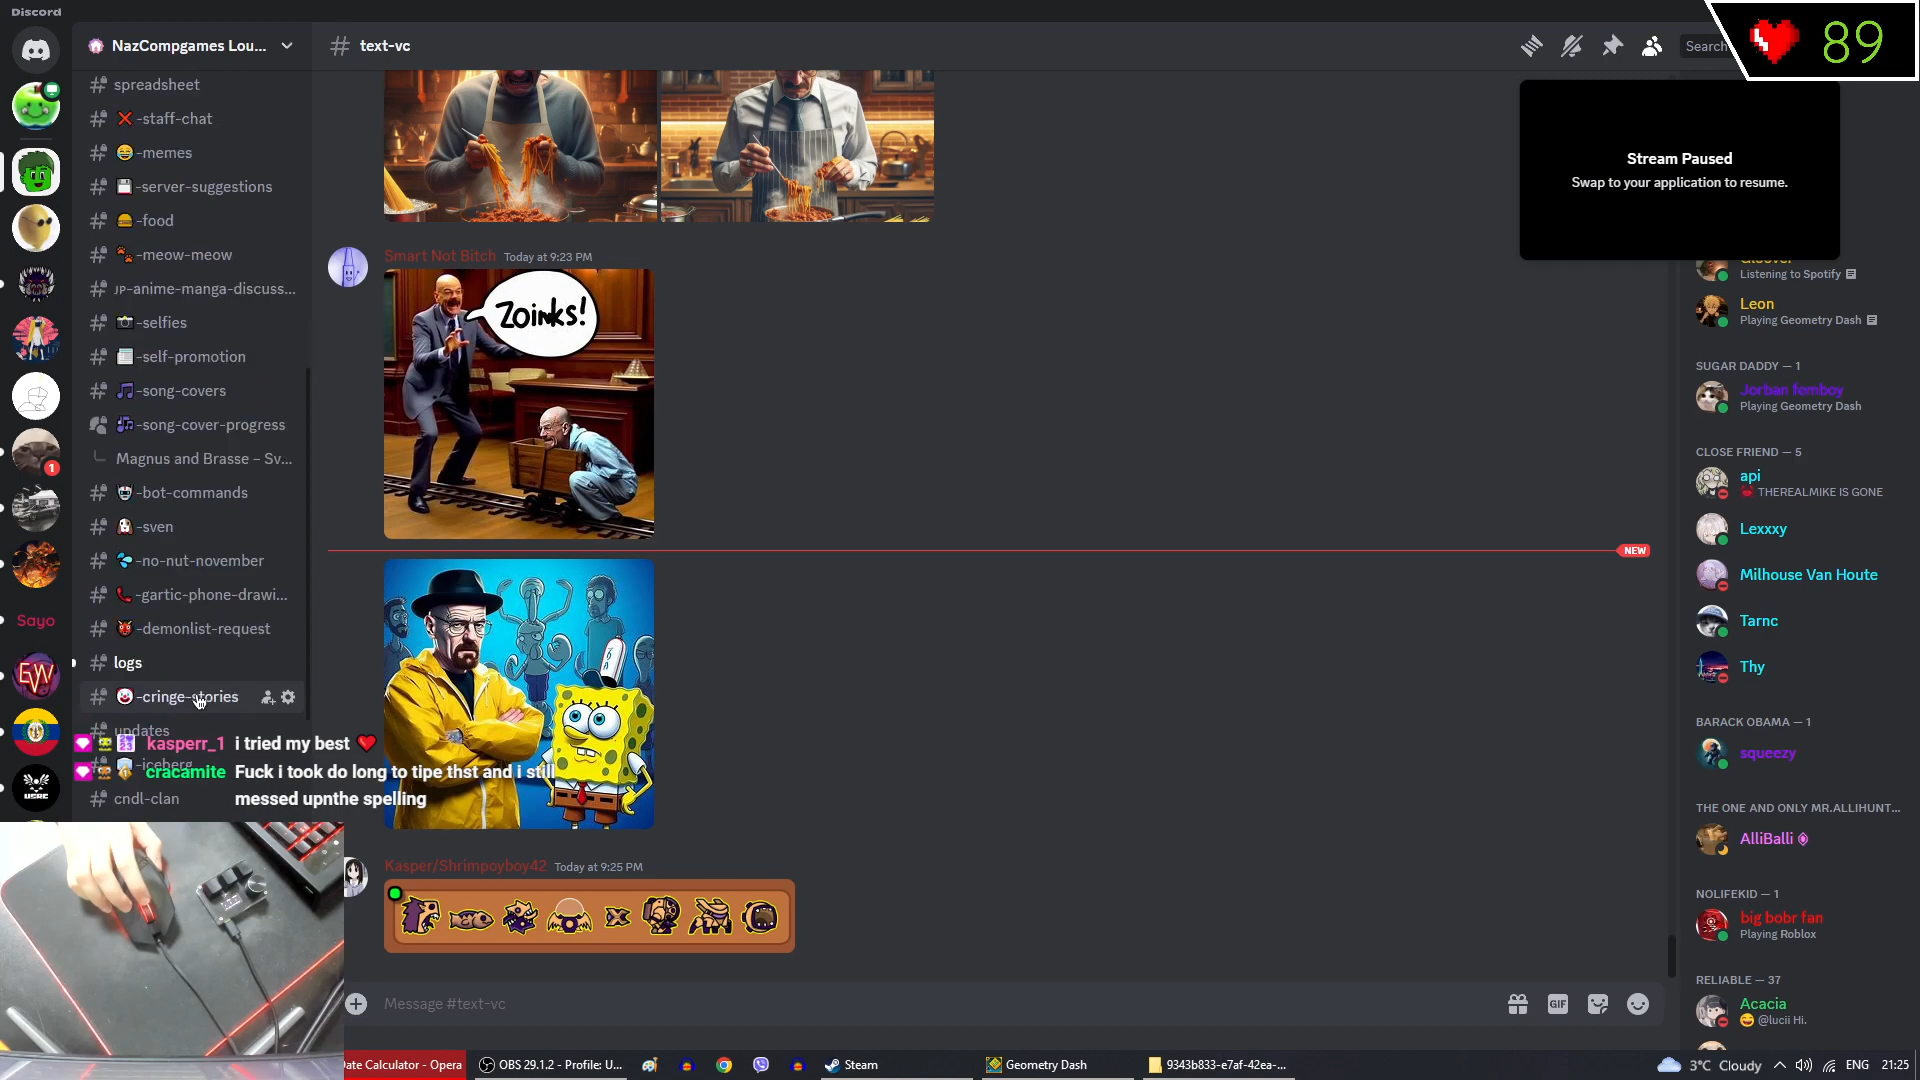 Discord
NazCompgames Lou...
spreadsheet
-staff-chat
-memes
-server-suggestions
-food
-meow-meow
JP-anime-manga-discuss...
-selfies
-self-promotion
-song-covers
-song-cover-progress
Magnus and Brasse – Sv...
-bot-commands
-sven
-no-nut-november
-gartic-phone-drawi...
-demonlist-request
logs
-cringe-stories
updates
-iceberg
cndl-clan
Sayo
EW
USRC
1
kasperr_1 i tried my best
cracamite Fuck i took do long to tipe thst and i still
messed upnthe spelling
text-vc
Smart Not Bitch Today at 9:23 PM
Zoinks!
NEW
Kasper/Shrimpoyboy42 Today at 9:25 PM
Message #text-vc
GIF
Search
89
Stream Paused
Swap to your application to resume.
Listening to Spotify
Leon
Playing Geometry Dash
SUGAR DADDY — 1
Jorban femboy
Playing Geometry Dash
CLOSE FRIEND — 5
api
THEREALMIKE IS GONE
Lexxxy
Milhouse Van Houte
Tarnc
Thy
BARACK OBAMA — 1
squeezy
THE ONE AND ONLY MR.ALLIHUNT...
AlliBalli
NOLIFEKID — 1
big bobr fan
Playing Roblox
RELIABLE — 37
Acacia
@lucii Hi.
ate Calculator - Opera
OBS 29.1.2 - Profile: U...
Steam
Geometry Dash
9343b833-e7af-42ea-...
3°C Cloudy
ENG
21:25